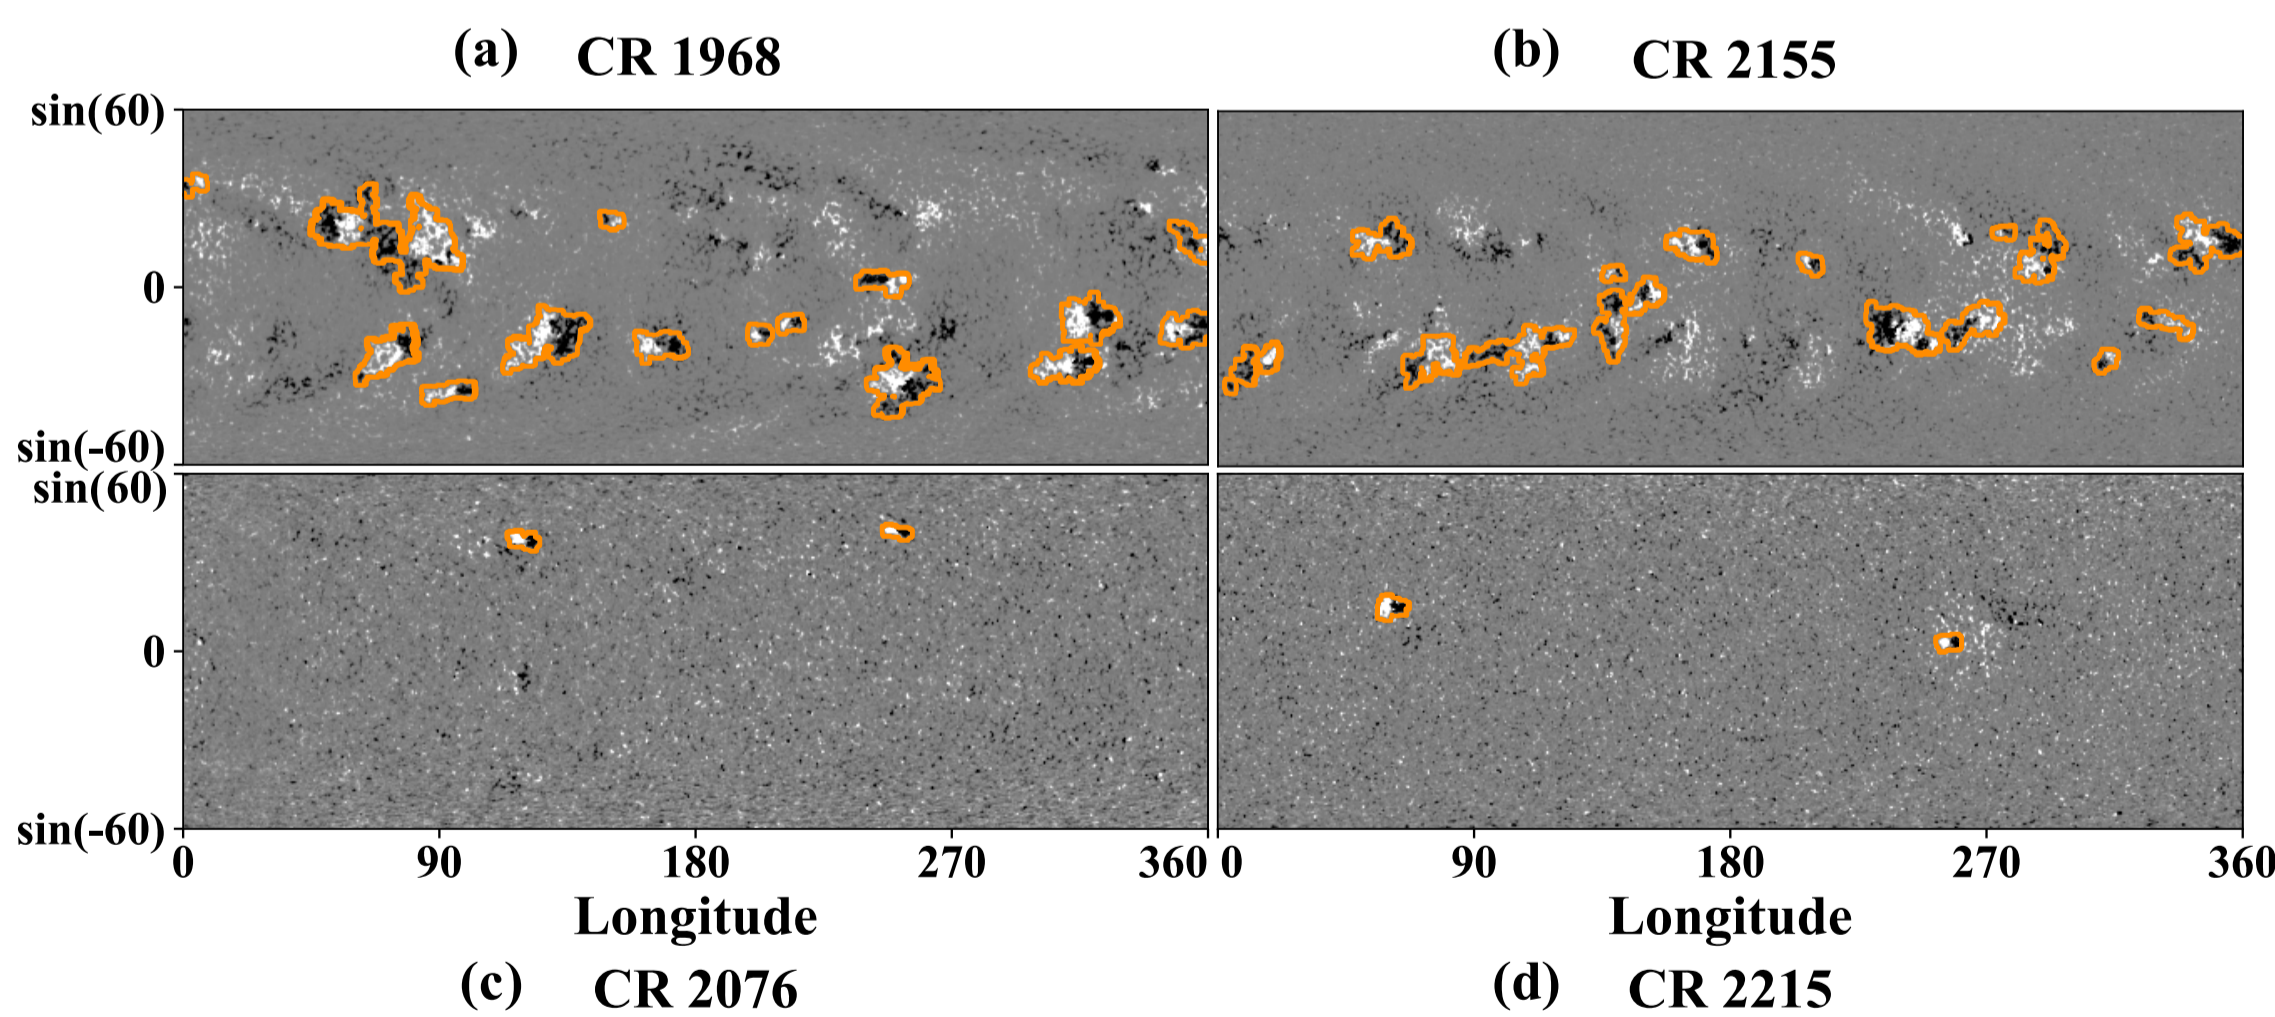 (a) CR 1968
(b) CR 2155
sin(60)
0
sin(-60)
sin(60)
0
sin(-60)
0 90 180 270 360
0 90 180 270 360
Longitude
Longitude
(c) CR 2076
(d) CR 2215